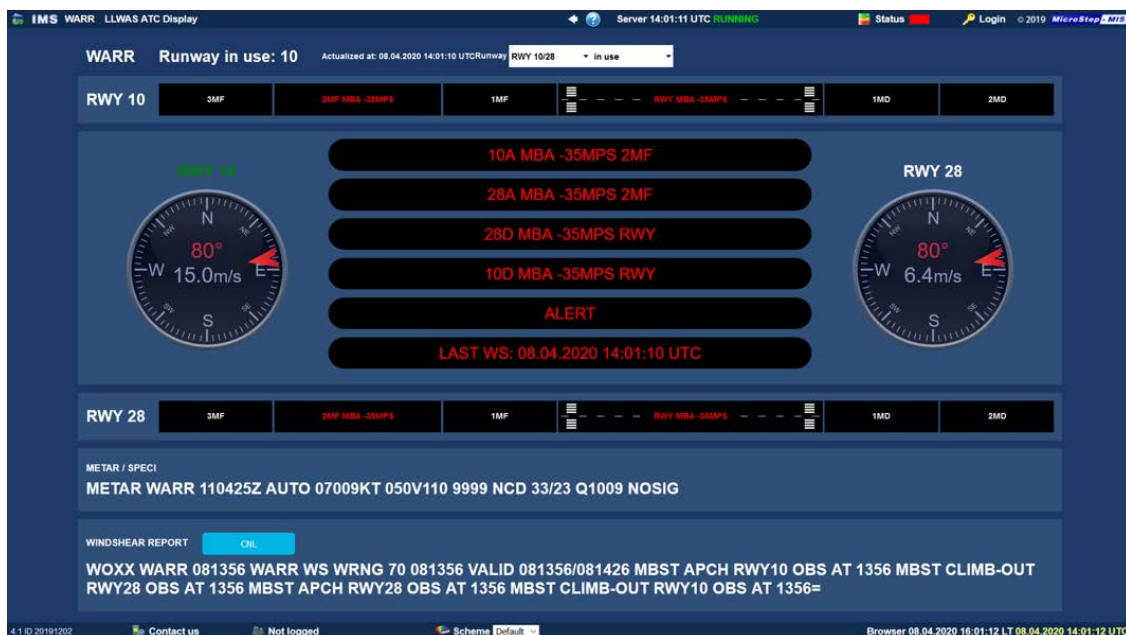 IMS WARR LLWAS ATC Display Server 14:01:11 UTC RUNNING Status Login ©2019 MicroStep-MIS
WARR Runway in use: 10 Actualized at: 08.04.2020 14:01:10 UTC Runway RWY 10/28 in use
RWY 10 3MF 2MF MBA -35MPS 1MF RWY MBA -35MPS 1MD 2MD
10A MBA -35MPS 2MF
RWY 10 RWY 28
28A MBA -35MPS 2MF
N NE E SE S SW W NW
80°
15.0m/s
28D MBA -35MPS RWY
10D MBA -35MPS RWY
ALERT
LAST WS: 08.04.2020 14:01:10 UTC
N NE E SE S SW W NW
80°
6.4m/s
RWY 28 3MF 2MF MBA -35MPS 1MF RWY MBA -35MPS 1MD 2MD
METAR / SPECI
METAR WARR 110425Z AUTO 07009KT 050V110 9999 NCD 33/23 Q1009 NOSIG
WINDSHEAR REPORT CNL
WOXX WARR 081356 WARR WS WRNG 70 081356 VALID 081356/081426 MBST APCH RWY10 OBS AT 1356 MBST CLIMB-OUT
RWY28 OBS AT 1356 MBST APCH RWY28 OBS AT 1356 MBST CLIMB-OUT RWY10 OBS AT 1356=
4.1 ID 20191202 Contact us Not logged Scheme Default Browser 08.04.2020 16:01:12 LT 08.04.2020 14:01:12 UTC